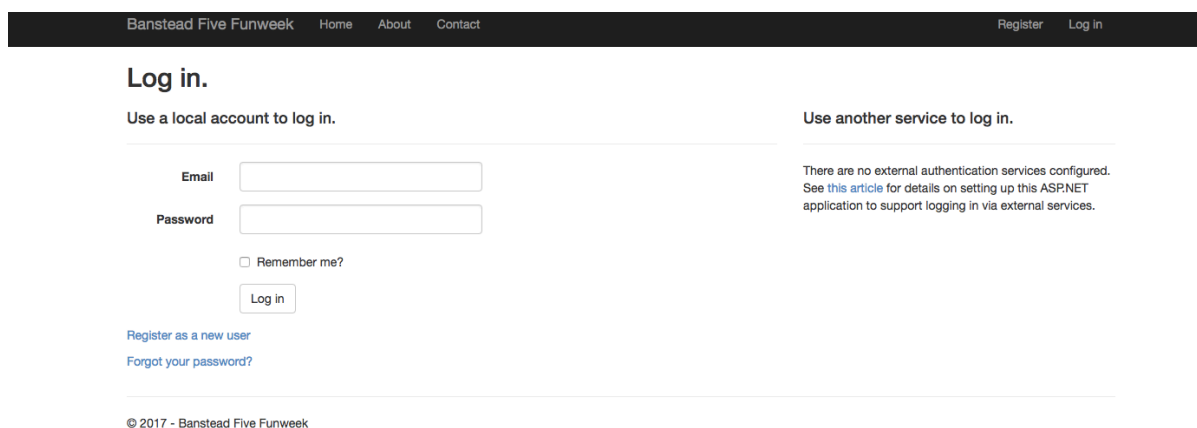 Banstead Five Funweek Home About Contact Register Log in
Log in.
Use a local account to log in.
Email
Password
Remember me?
Log in
Register as a new user
Forgot your password?
Use another service to log in.
There are no external authentication services configured.
See this article for details on setting up this ASP.NET
application to support logging in via external services.
© 2017 - Banstead Five Funweek